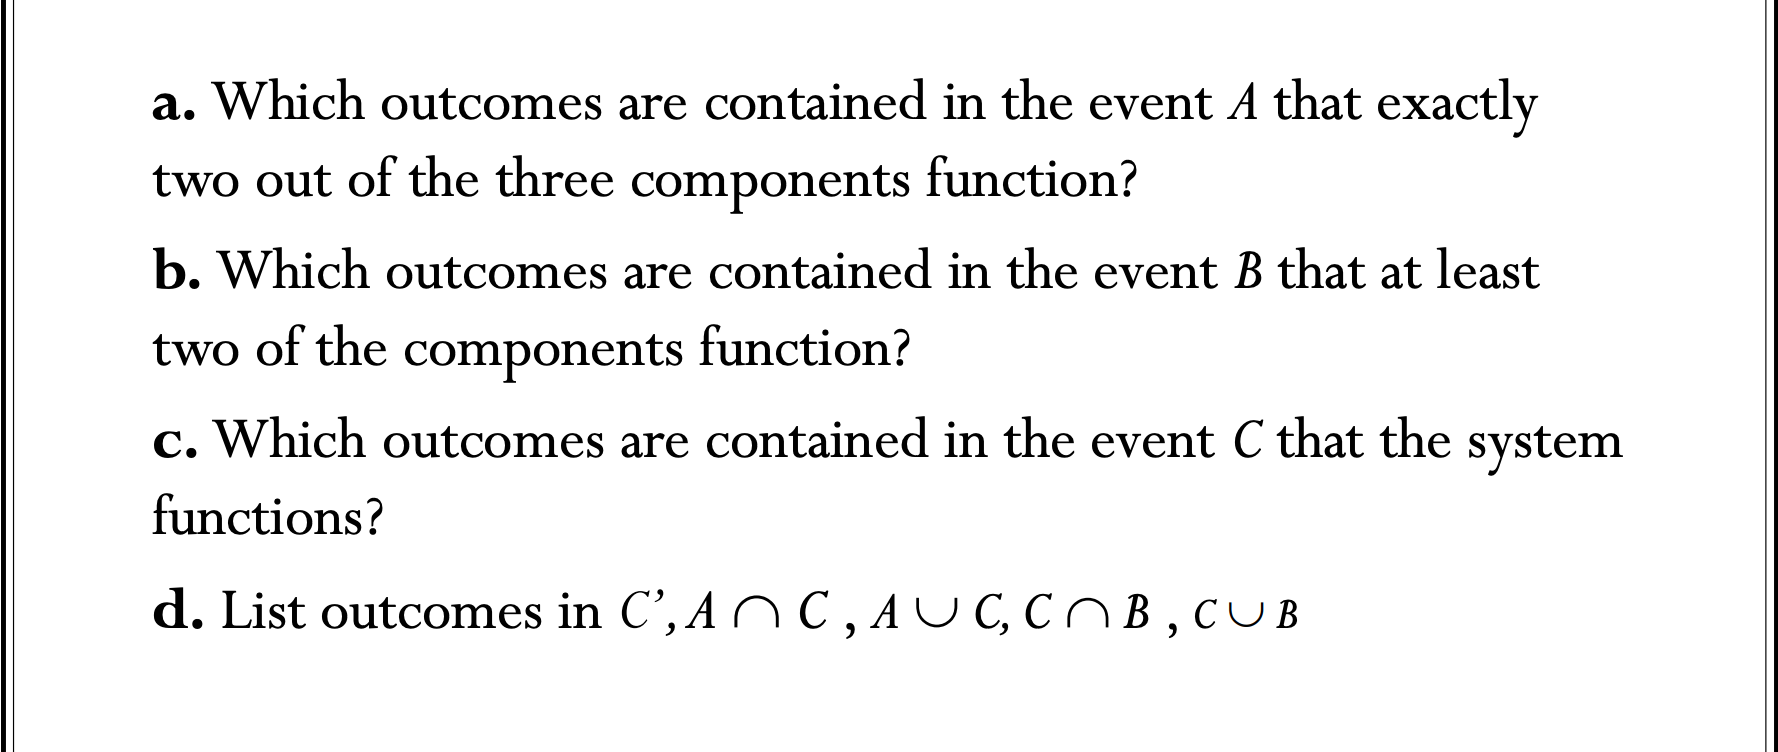 a. Which outcomes are contained in the event A that exactly
two out of the three components function?
b. Which outcomes are contained in the event B that at least
two of the components function?
c. Which outcomes are contained in the event C that the system
functions?
d. List outcomes in C’, A ∩ C , A ∪ C, C ∩ B , C ∪ B